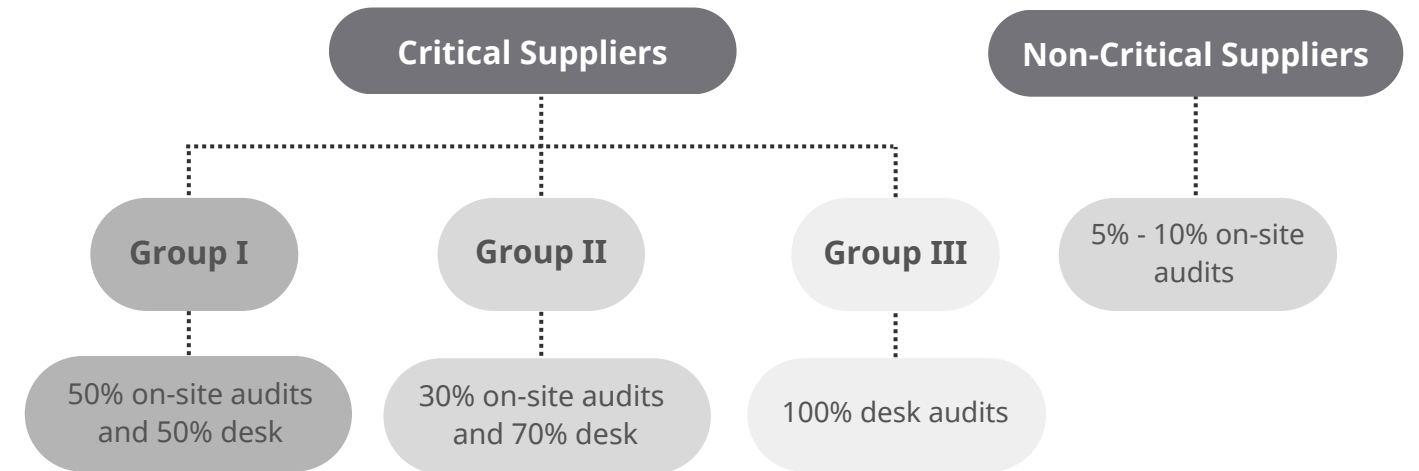 Critical Suppliers
Non-Critical Suppliers
Group I
Group II
Group III
5% - 10% on-site
audits
50% on-site audits
and 50% desk
30% on-site audits
and 70% desk
100% desk audits